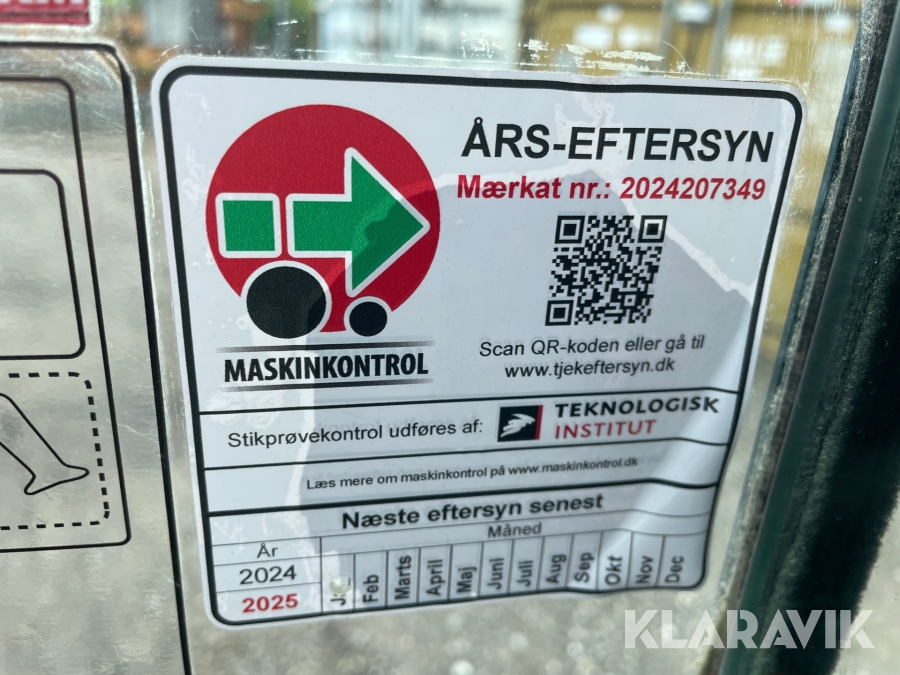 ÅRS-EFTERSYN
Mærkat nr.: 2024207349
Scan QR-koden eller gå til
www.tjekeftersyn.dk
MASKINKONTROL
Stikprøvekontrol udføres af:
TEKNOLOGISK
INSTITUT
Læs mere om maskinkontrol på www.maskinkontrol.dk
Næste eftersyn senest
År
Måned
2024
2025
Feb Marts April Maj Juni Juli Aug Sep Okt Nov Dec
KLARAVIK